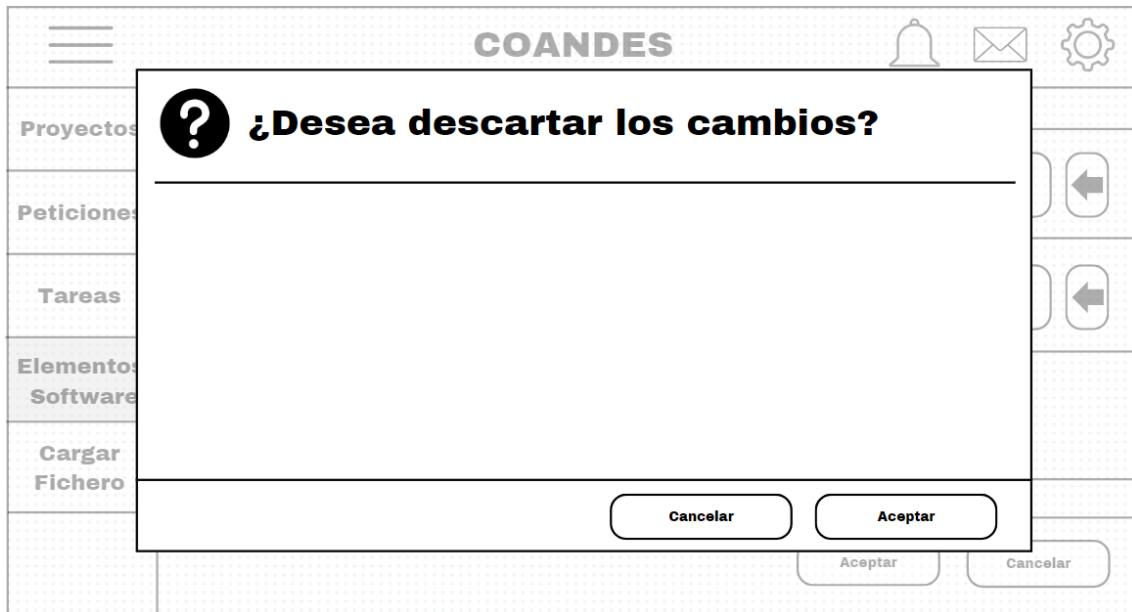 COANDES
Proyectos
Peticiones
Tareas
Elementos
Software
Cargar
Fichero
¿Desea descartar los cambios?
Cancelar
Aceptar
Aceptar
Cancelar